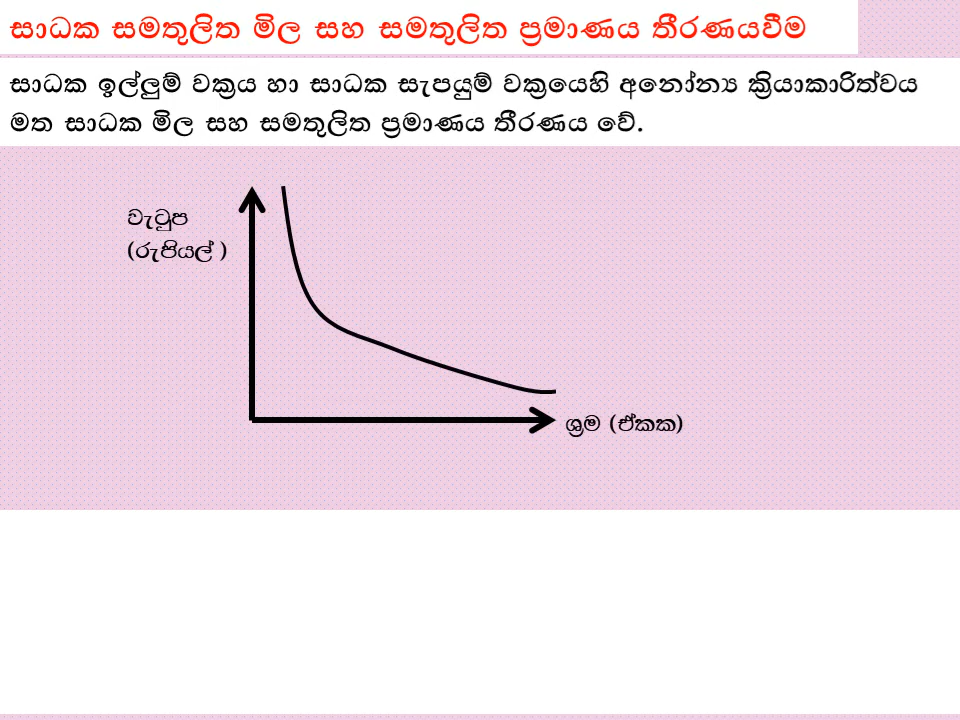 සාධක සමතුලිත මිල සහ සමතුලිත ප්‍රමාණය තීරණයවීම
සාධක ඉල්ලුම් වක්‍රය හා සාධක සැපයුම් වක්‍රයෙහි අනෝන්‍ය ක්‍රියාකාරිත්වය
මත සාධක මිල සහ සමතුලිත ප්‍රමාණය තීරණය වේ.
වැටුප
(රුපියල් )
ශ්‍රම (ඒකක)